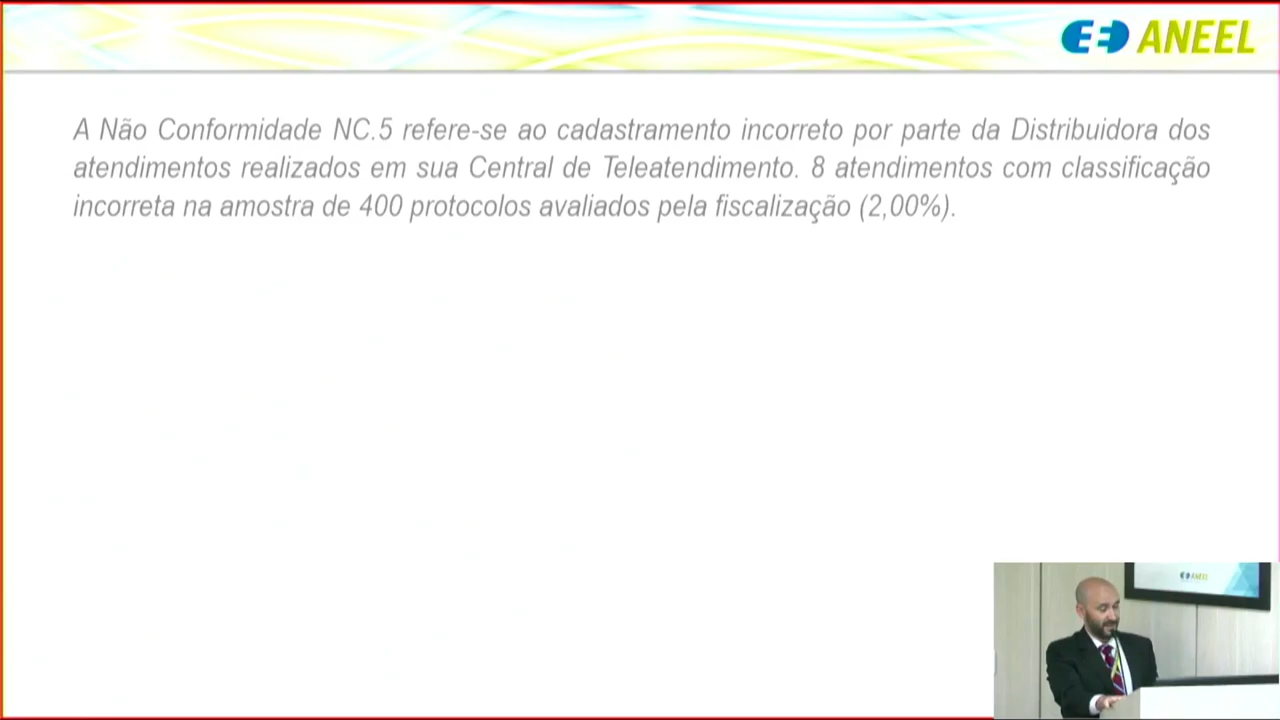 ANEEL
A Não Conformidade NC.5 refere-se ao cadastramento incorreto por parte da Distribuidora dos
atendimentos realizados em sua Central de Teleatendimento. 8 atendimentos com classificação
incorreta na amostra de 400 protocolos avaliados pela fiscalização (2,00%).
ANEEL